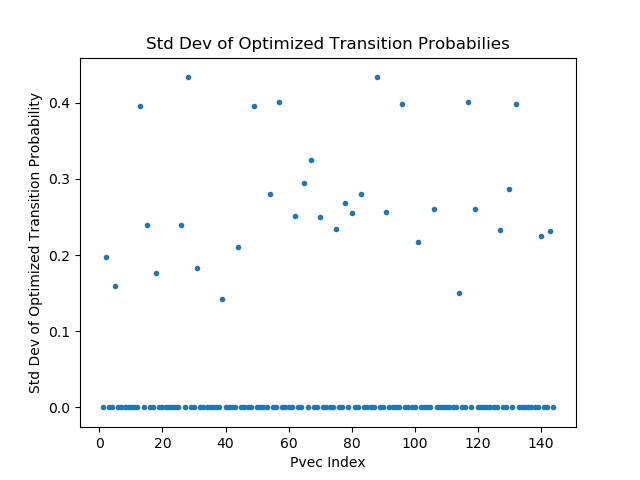 Std Dev of Optimized Transition Probabilies
Std Dev of Optimized Transition Probability
0.4
0.3
0.2
0.1
0.0
0 20 40 60 80 100 120 140
Pvec Index